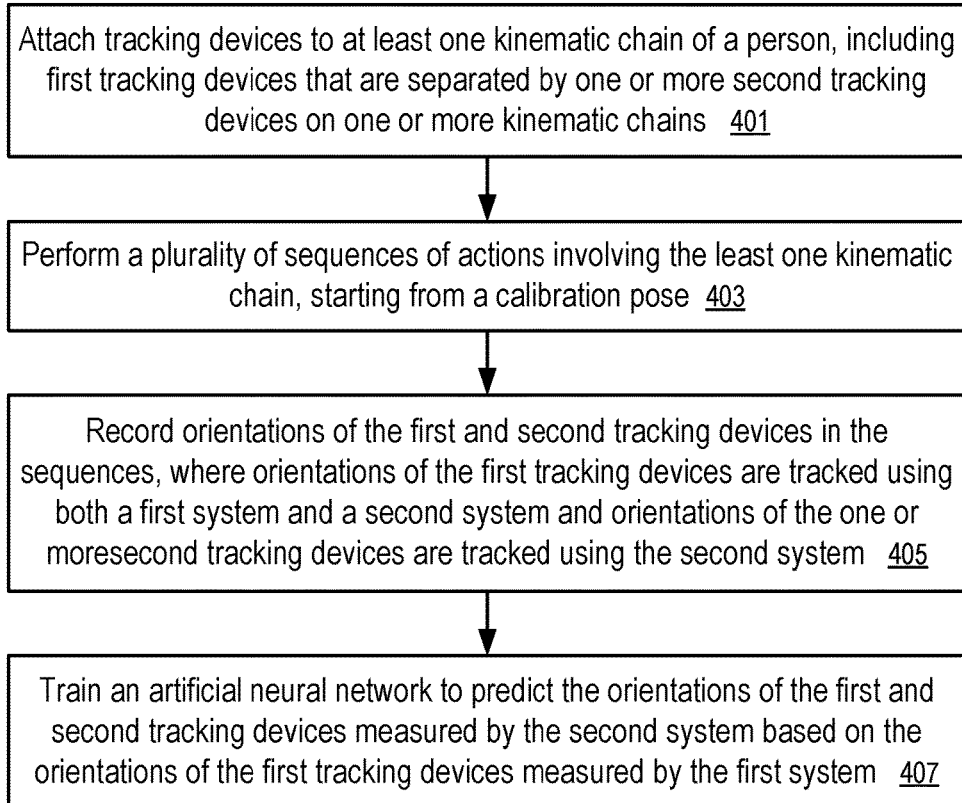 Attach tracking devices to at least one kinematic chain of a person, including
first tracking devices that are separated by one or more second tracking
devices on one or more kinematic chains 401
Perform a plurality of sequences of actions involving the least one kinematic
chain, starting from a calibration pose 403
Record orientations of the first and second tracking devices in the
sequences, where orientations of the first tracking devices are tracked using
both a first system and a second system and orientations of the one or
moresecond tracking devices are tracked using the second system 405
Train an artificial neural network to predict the orientations of the first and
second tracking devices measured by the second system based on the
orientations of the first tracking devices measured by the first system 407